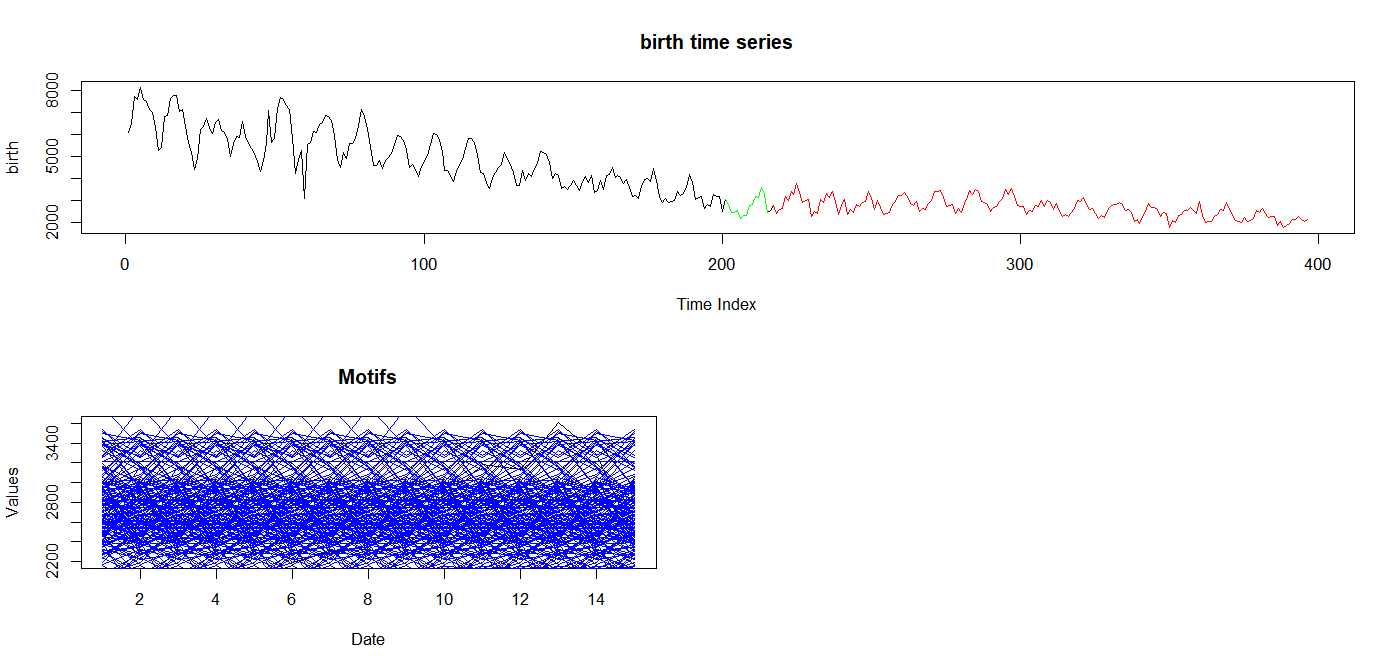 birth time series
birth
2000 5000 8000
0 100 200 300 400
Time Index
Motifs
Values
2200 2800 3400
2 4 6 8 10 12 14
Date